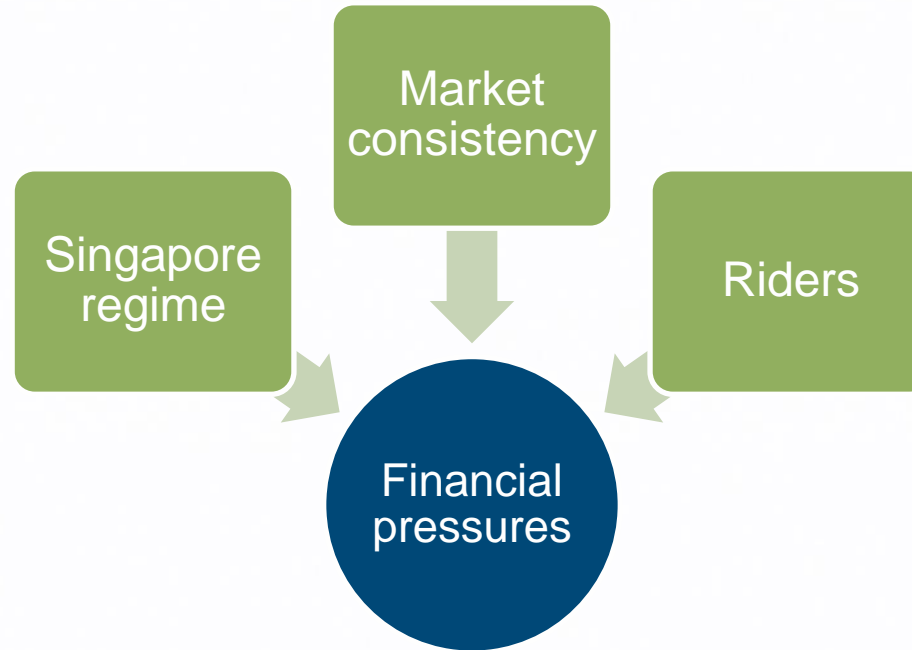 Market
consistency
Singapore
regime
Riders
Financial
pressures